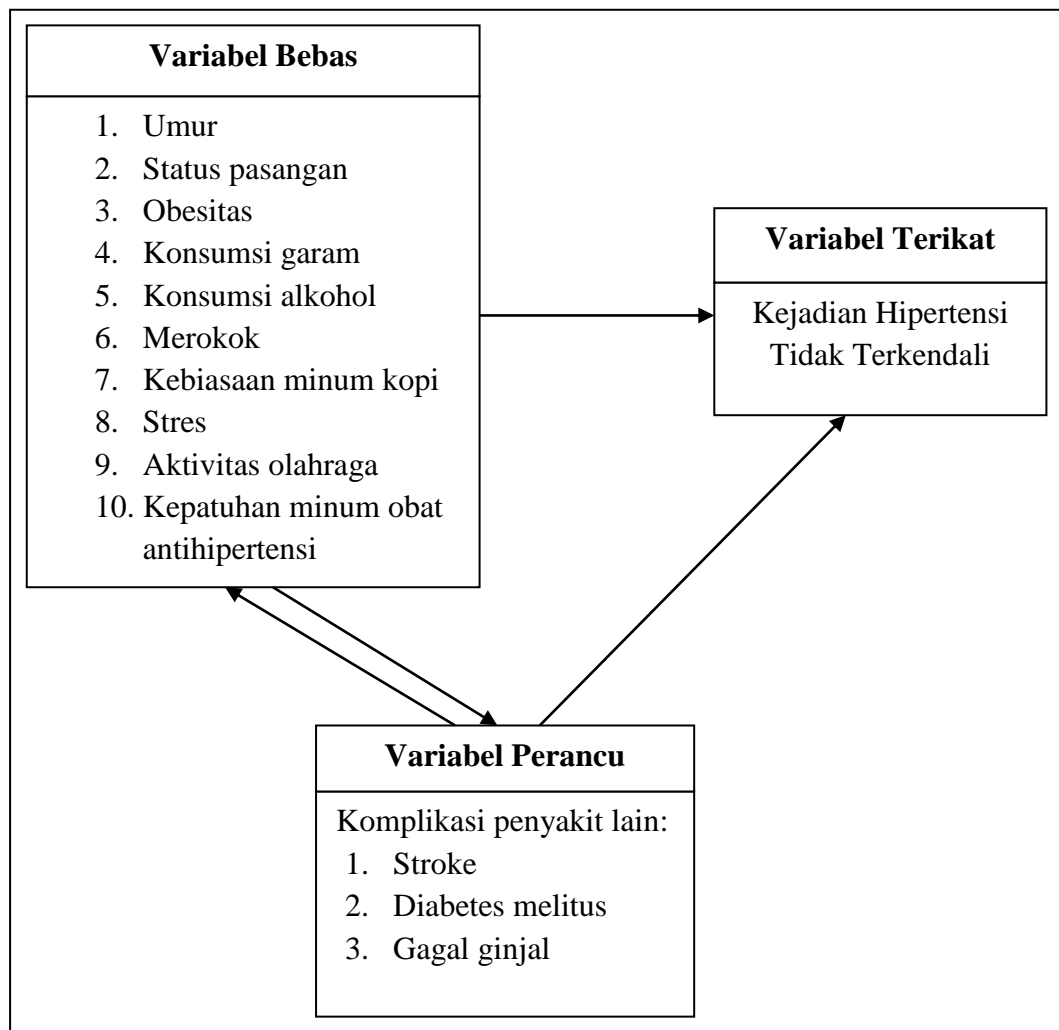 Variabel Bebas
1. Umur
2. Status pasangan
3. Obesitas
4. Konsumsi garam
5. Konsumsi alkohol
6. Merokok
7. Kebiasaan minum kopi
8. Stres
9. Aktivitas olahraga
10. Kepatuhan minum obat
antihipertensi
Variabel Terikat
Kejadian Hipertensi
Tidak Terkendali
Variabel Perancu
Komplikasi penyakit lain:
1. Stroke
2. Diabetes melitus
3. Gagal ginjal